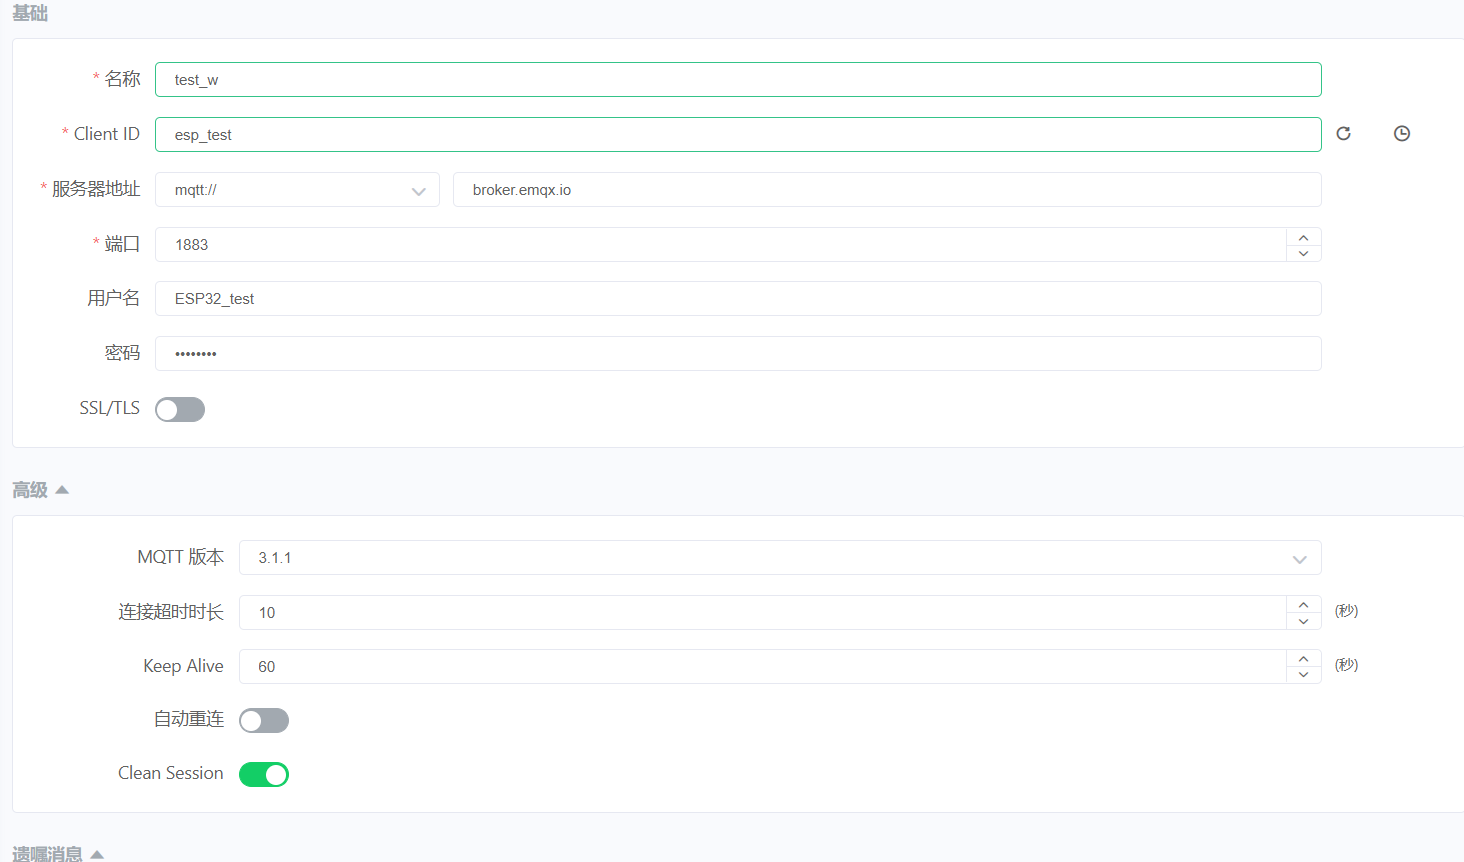 基础
* 名称 test_w
* Client ID esp_test
* 服务器地址 mqtt:// broker.emqx.io
* 端口 1883
用户名 ESP32_test
密码 ••••••••
SSL/TLS
高级
MQTT 版本 3.1.1
连接超时时长 10 (秒)
Keep Alive 60 (秒)
自动重连
Clean Session
遗嘱消息